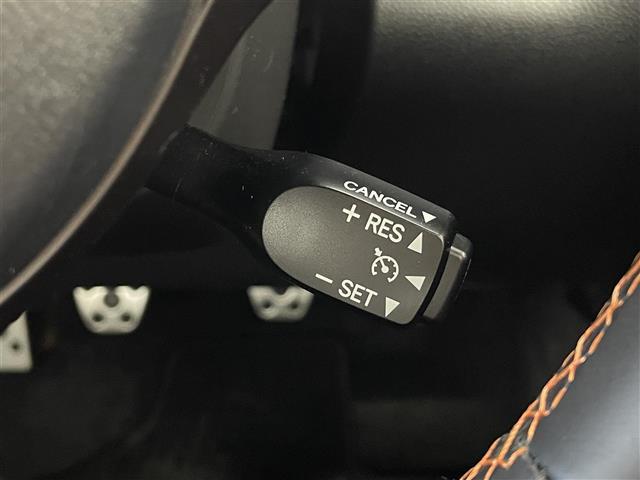 CANCEL▼
+ RES ▲
− SET ▼